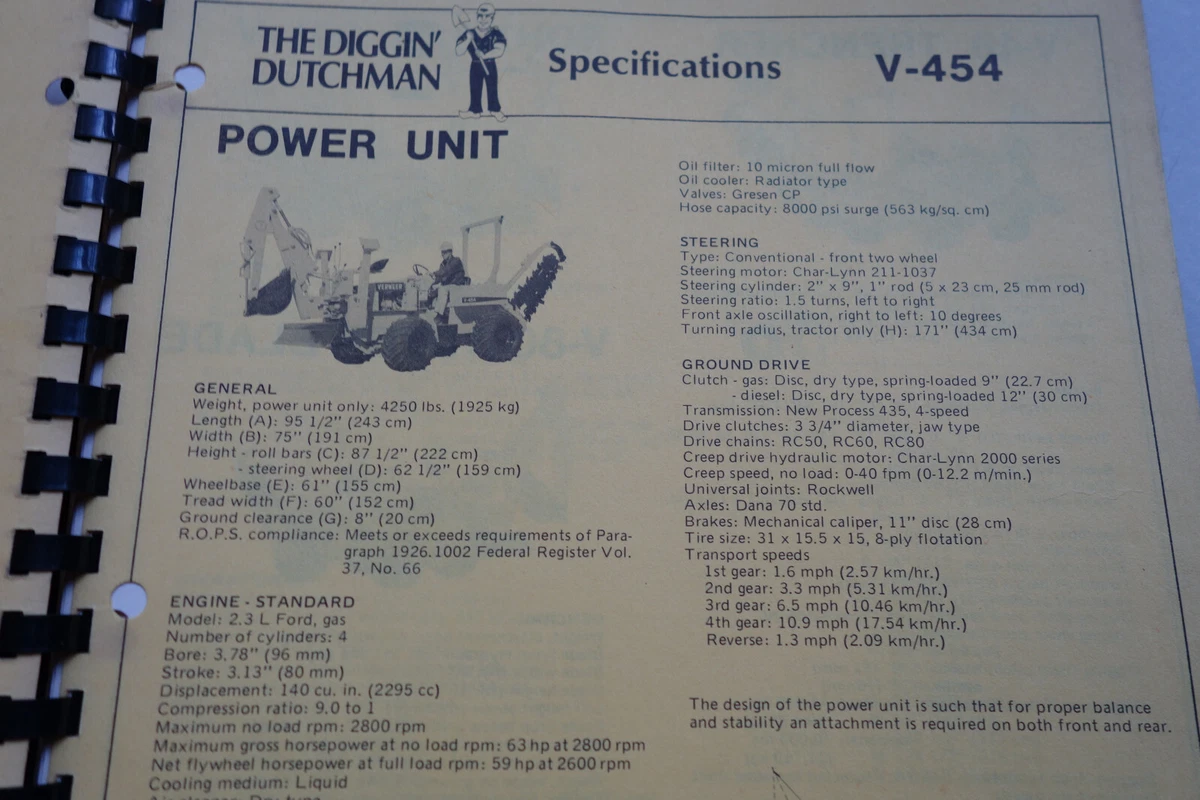 THE DIGGIN'
DUTCHMAN
Specifications
V-454
POWER UNIT
VERMEER
GENERAL
Weight, power unit only: 4250 lbs. (1925 kg)
Length (A): 95 1/2" (243 cm)
Width (B): 75" (191 cm)
Height - roll bars (C): 87 1/2" (222 cm)
- steering wheel (D): 62 1/2" (159 cm)
Wheelbase (E): 61" (155 cm)
Tread width (F): 60" (152 cm)
Ground clearance (G): 8" (20 cm)
R.O.P.S. compliance: Meets or exceeds requirements of Para-
graph 1926.1002 Federal Register Vol.
37, No. 66
ENGINE - STANDARD
Model: 2.3 L Ford, gas
Number of cylinders: 4
Bore: 3.78" (96 mm)
Stroke: 3.13" (80 mm)
Displacement: 140 cu. in. (2295 cc)
Compression ratio: 9.0 to 1
Maximum no load rpm: 2800 rpm
Maximum gross horsepower at no load rpm: 63 hp at 2800 rpm
Net flywheel horsepower at full load rpm: 59 hp at 2600 rpm
Cooling medium: Liquid
Oil filter: 10 micron full flow
Oil cooler: Radiator type
Valves: Gresen CP
Hose capacity: 8000 psi surge (563 kg/sq. cm)
STEERING
Type: Conventional - front two wheel
Steering motor: Char-Lynn 211-1037
Steering cylinder: 2" x 9", 1" rod (5 x 23 cm, 25 mm rod)
Steering ratio: 1.5 turns, left to right
Front axle oscillation, right to left: 10 degrees
Turning radius, tractor only (H): 171" (434 cm)
GROUND DRIVE
Clutch - gas: Disc, dry type, spring-loaded 9" (22.7 cm)
- diesel: Disc, dry type, spring-loaded 12" (30 cm)
Transmission: New Process 435, 4-speed
Drive clutches: 3 3/4" diameter, jaw type
Drive chains: RC50, RC60, RC80
Creep drive hydraulic motor: Char-Lynn 2000 series
Creep speed, no load: 0-40 fpm (0-12.2 m/min.)
Universal joints: Rockwell
Axles: Dana 70 std.
Brakes: Mechanical caliper, 11" disc (28 cm)
Tire size: 31 x 15.5 x 15, 8-ply flotation
Transport speeds
1st gear: 1.6 mph (2.57 km/hr.)
2nd gear: 3.3 mph (5.31 km/hr.)
3rd gear: 6.5 mph (10.46 km/hr.)
4th gear: 10.9 mph (17.54 km/hr.)
Reverse: 1.3 mph (2.09 km/hr.)
The design of the power unit is such that for proper balance
and stability an attachment is required on both front and rear.